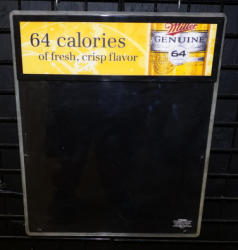 64 calories
of fresh, crisp flavor
Miller
GENUINE
64